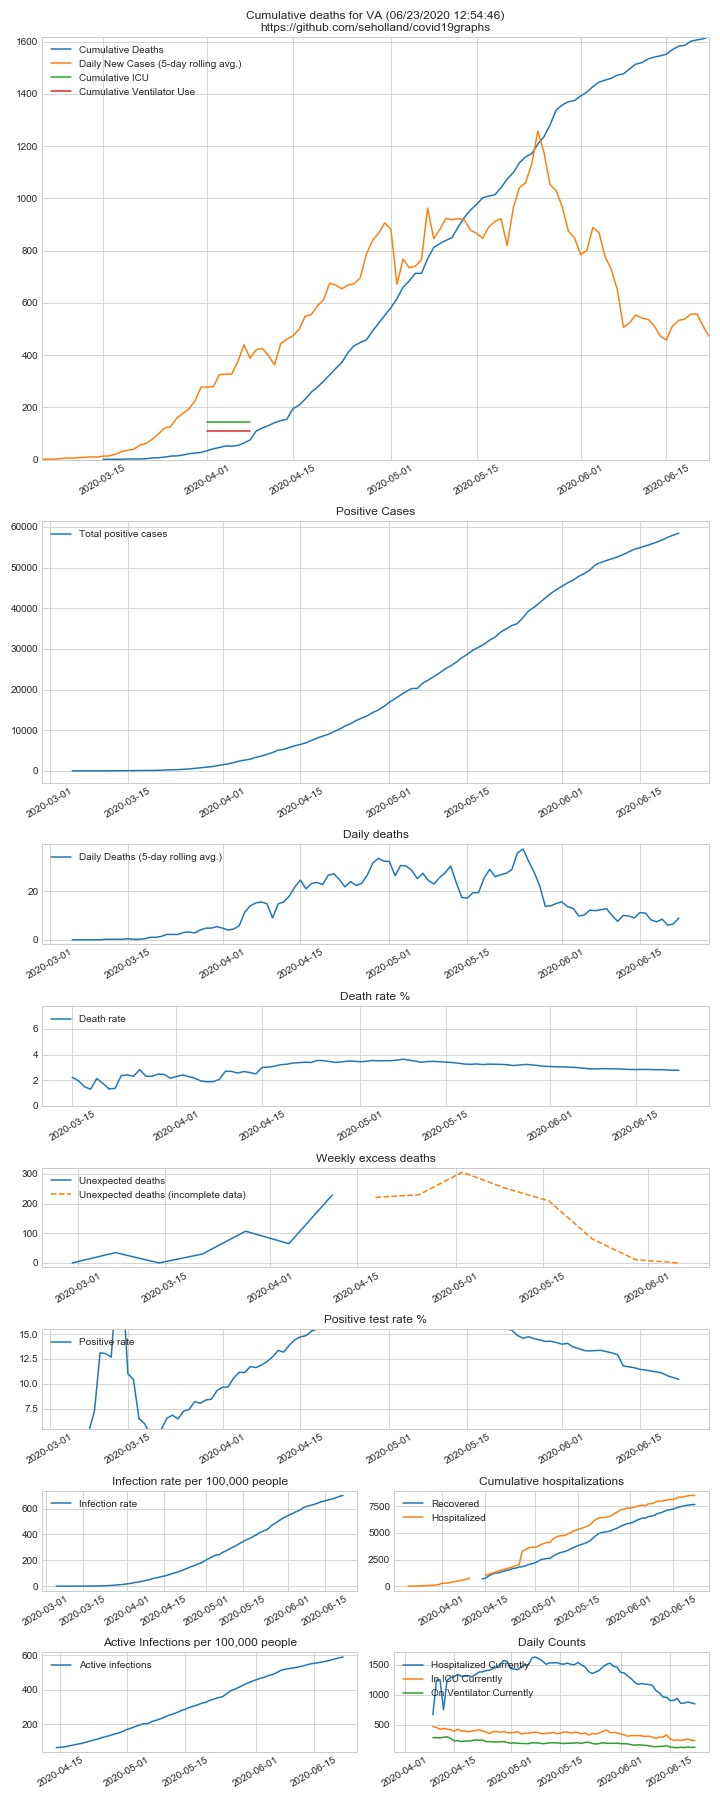 Cumulative deaths for VA (06/23/2020 12:54:46)
https://github.com/seholland/covid19graphs
Cumulative Deaths
Daily New Cases (5-day rolling avg.)
Cumulative ICU
Cumulative Ventilator Use
1600
1400
1200
1000
800
600
400
200
0
2020-03-15 2020-04-01 2020-04-15 2020-05-01 2020-05-15 2020-06-01 2020-06-15
Positive Cases
Total positive cases
60000
50000
40000
30000
20000
10000
0
2020-03-01 2020-03-15 2020-04-01 2020-04-15 2020-05-01 2020-05-15 2020-06-01 2020-06-15
Daily deaths
Daily Deaths (5-day rolling avg.)
20
0
2020-03-01 2020-03-15 2020-04-01 2020-04-15 2020-05-01 2020-05-15 2020-06-01 2020-06-15
Death rate %
Death rate
6
4
2
0
2020-03-15 2020-04-01 2020-04-15 2020-05-01 2020-05-15 2020-06-01 2020-06-15
Weekly excess deaths
Unexpected deaths
Unexpected deaths (incomplete data)
300
200
100
0
2020-03-01 2020-03-15 2020-04-01 2020-04-15 2020-05-01 2020-05-15 2020-06-01
Positive test rate %
Positive rate
15.0
12.5
10.0
7.5
2020-03-01 2020-03-15 2020-04-01 2020-04-15 2020-05-01 2020-05-15 2020-06-01 2020-06-15
Infection rate per 100,000 people
Infection rate
600
400
200
0
2020-03-01 2020-03-15 2020-04-01 2020-04-15 2020-05-01 2020-05-15 2020-06-01 2020-06-15
Cumulative hospitalizations
Recovered
Hospitalized
7500
5000
2500
0
2020-04-01 2020-04-15 2020-05-01 2020-05-15 2020-06-01 2020-06-15
Active Infections per 100,000 people
Active infections
600
400
200
2020-04-15 2020-05-01 2020-05-15 2020-06-01 2020-06-15
Daily Counts
Hospitalized Currently
In ICU Currently
On Ventilator Currently
1500
1000
500
2020-04-01 2020-04-15 2020-05-01 2020-05-15 2020-06-01 2020-06-15